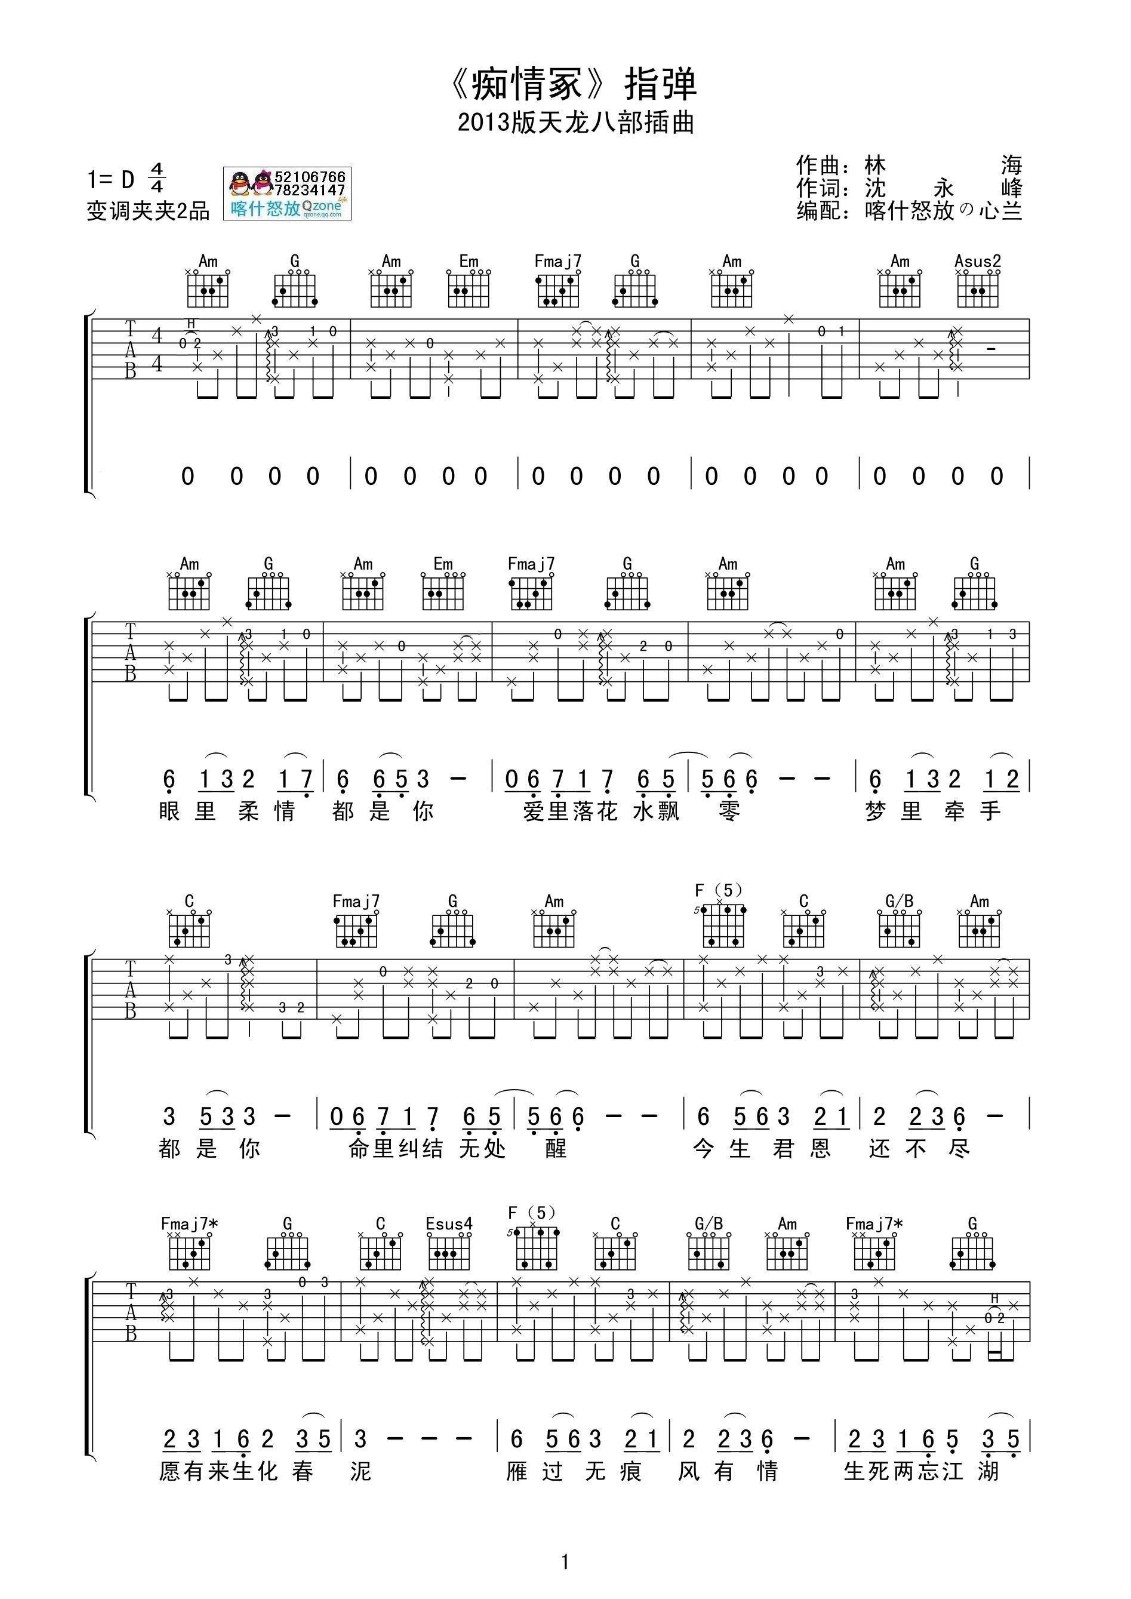 《痴情冢》指弹
2013版天龙八部插曲
1= D 4/4
变调夹夹2品
52106766
78234147
喀什怒放Qzone
qzone.qq.com
作曲：林 海
作词：沈 永 峰
编配：喀什怒放の心兰
Am G Am Em Fmaj7 G Am Am Asus2
H
TAB 4/4 0 2 3 1 0 0 0 1 -
0 0 0 0 | 0 0 0 0 | 0 0 0 0 | 0 0 0 0 | 0 0 0 0 |
Am G Am Em Fmaj7 G Am Am G
TAB 3 1 0 0 0 2 0 0 3 1 3
6 1 3 2 1 7 | 6 6 5 3 - | 0 6 7 1 7 6 5 | 5 6 6 - - | 6 1 3 2 1 2 |
眼里柔情 都是你 爱里落花水飘 零 梦里牵手
C Fmaj7 G Am F（5） C G/B Am
5
TAB 3 3 2 0 2 0 3
3 5 3 3 - | 0 6 7 1 7 6 5 | 5 6 6 - - | 6 5 6 3 2 1 | 2 2 3 6 - |
都是你 命里纠结无处 醒 今生君恩 还不尽
Fmaj7* G C Esus4 F（5） C G/B Am Fmaj7* G
5
H
TAB 3 3 0 3 3 3 0 2
2 3 1 6 2 3 5 | 3 - - - | 6 5 6 3 2 1 | 2 2 3 6 - | 2 3 1 6 5 3 5 |
愿有来生化春 泥 雁过无痕 风有情 生死两忘江湖
1